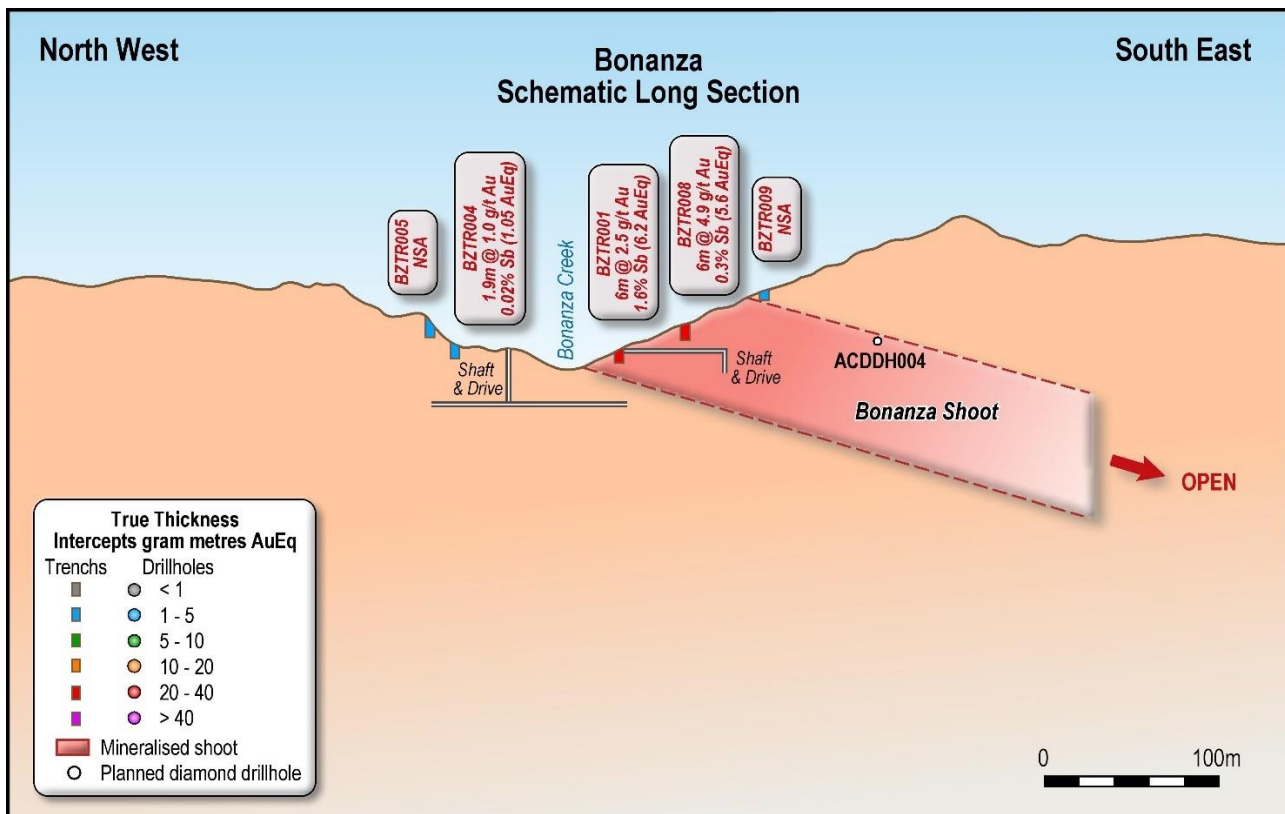 North West
Bonanza
Schematic Long Section
South East
BZTR005
NSA
BZTR004
1.9m @ 1.0 g/t Au
0.02% Sb (1.05 AuEq)
Bonanza Creek
BZTR001
6m @ 2.5 g/t Au
1.6% Sb (6.2 AuEq)
BZTR008
6m @ 4.9 g/t Au
0.3% Sb (5.6 AuEq)
BZTR009
NSA
Shaft
& Drive
Shaft
& Drive
ACDDH004
Bonanza Shoot
OPEN
True Thickness
Intercepts gram metres AuEq
Trenchs Drillholes
< 1
1 - 5
5 - 10
10 - 20
20 - 40
> 40
Mineralised shoot
Planned diamond drillhole
0 100m